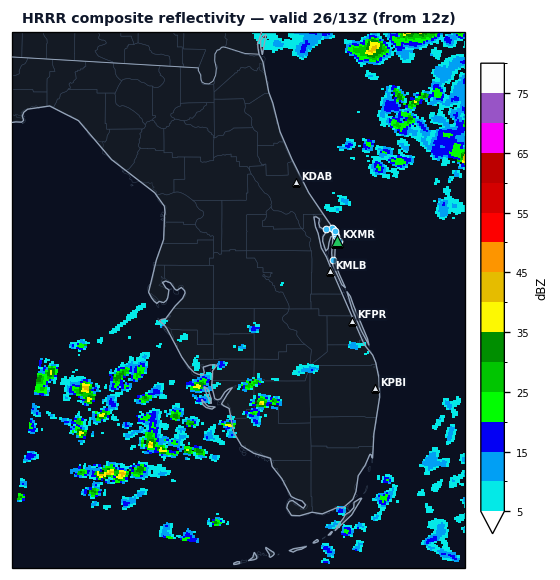 HRRR composite reflectivity — valid 26/13Z (from 12z)
KDAB
KXMR
KMLB
KFPR
KPBI
75
65
55
45
35
25
15
5
dBZ